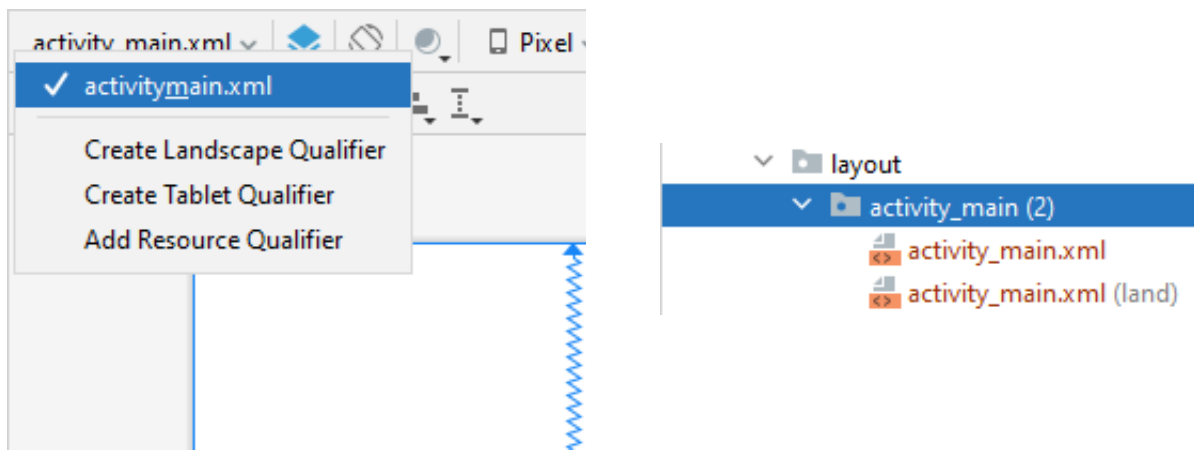 activity_main.xml
Pixel
activitymain.xml
Create Landscape Qualifier
Create Tablet Qualifier
Add Resource Qualifier
layout
activity_main (2)
activity_main.xml
activity_main.xml (land)